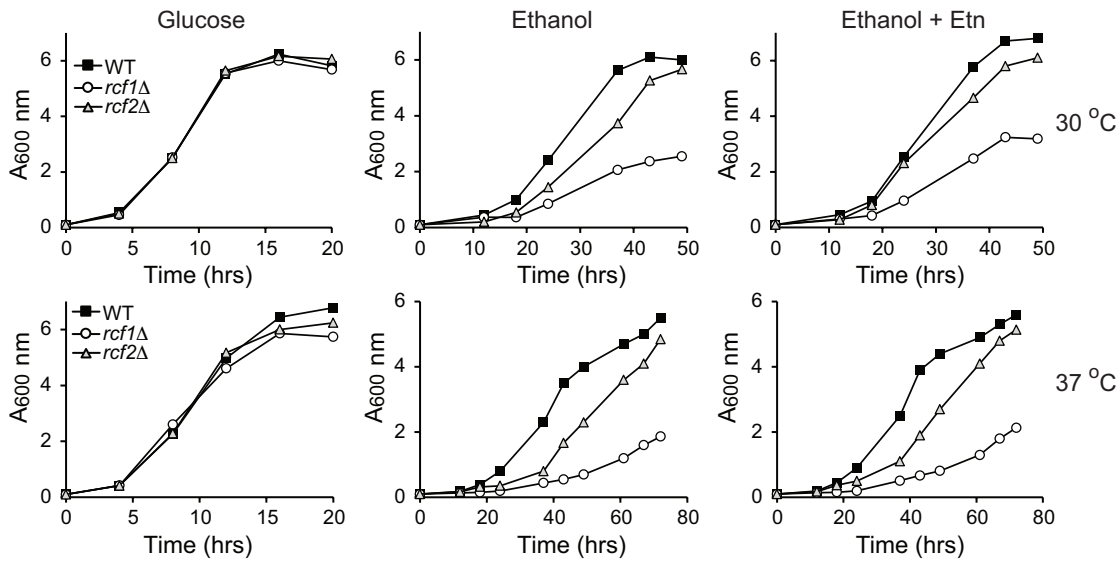 Glucose
Ethanol
Ethanol + Etn
WT
rcf1Δ
rcf2Δ
A600 nm
6
4
2
0
0 5 10 15 20
Time (hrs)
A600 nm
6
4
2
0
0 10 20 30 40 50
Time (hrs)
A600 nm
6
4
2
0
0 10 20 30 40 50
Time (hrs)
30 °C
WT
rcf1Δ
rcf2Δ
A600 nm
6
4
2
0
0 5 10 15 20
Time (hrs)
A600 nm
6
4
2
0
0 20 40 60 80
Time (hrs)
A600 nm
6
4
2
0
0 20 40 60 80
Time (hrs)
37 °C